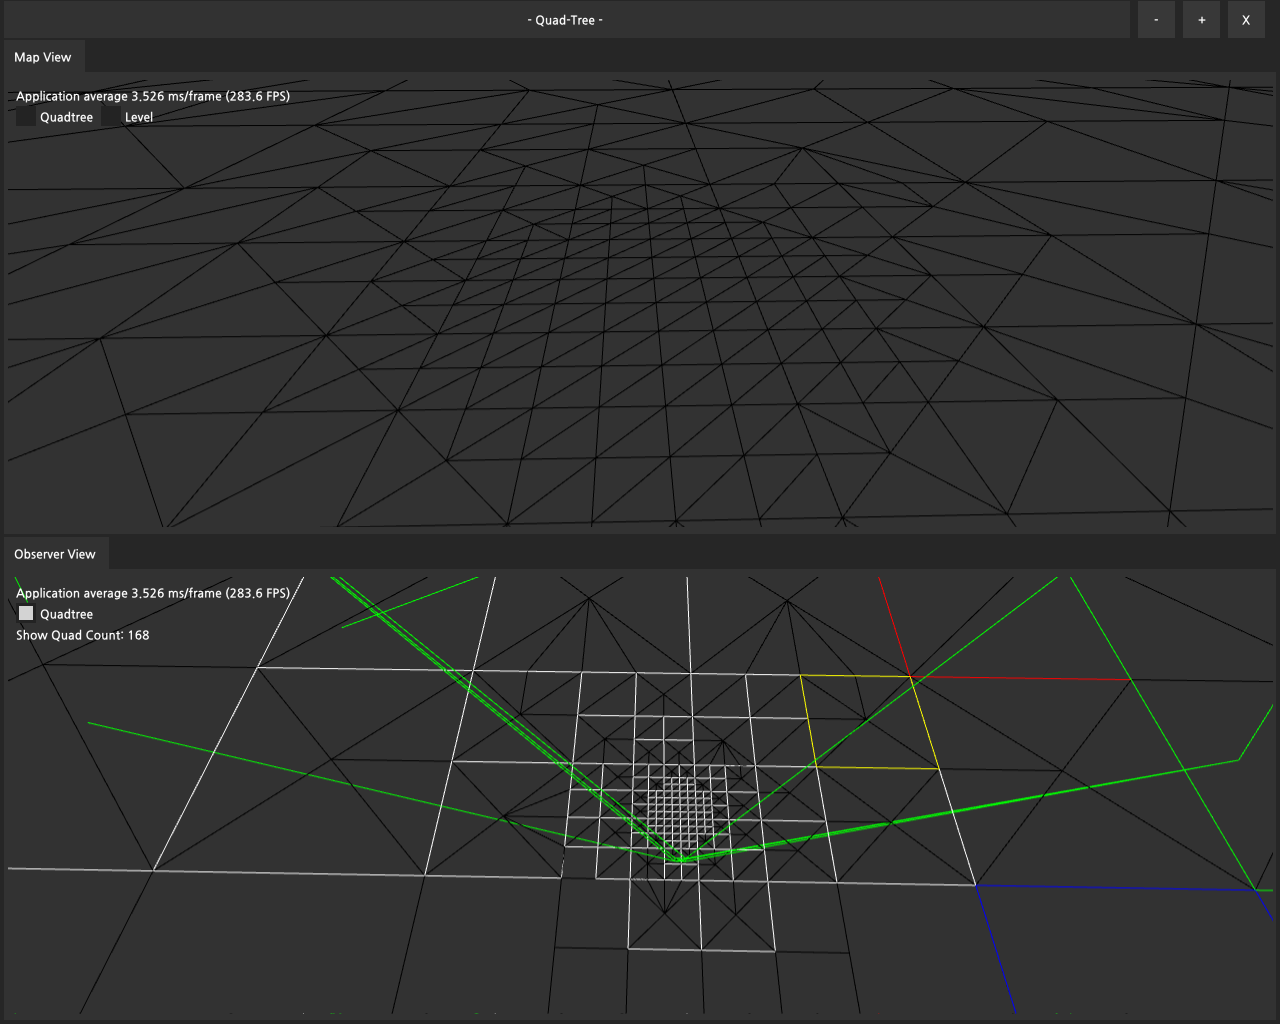 - Quad-Tree -
- + X
Map View
Application average 3,526 ms/frame (283.6 FPS)
Quadtree Level
Observer View
Application average 3,526 ms/frame (283.6 FPS)
Quadtree
Show Quad Count: 168